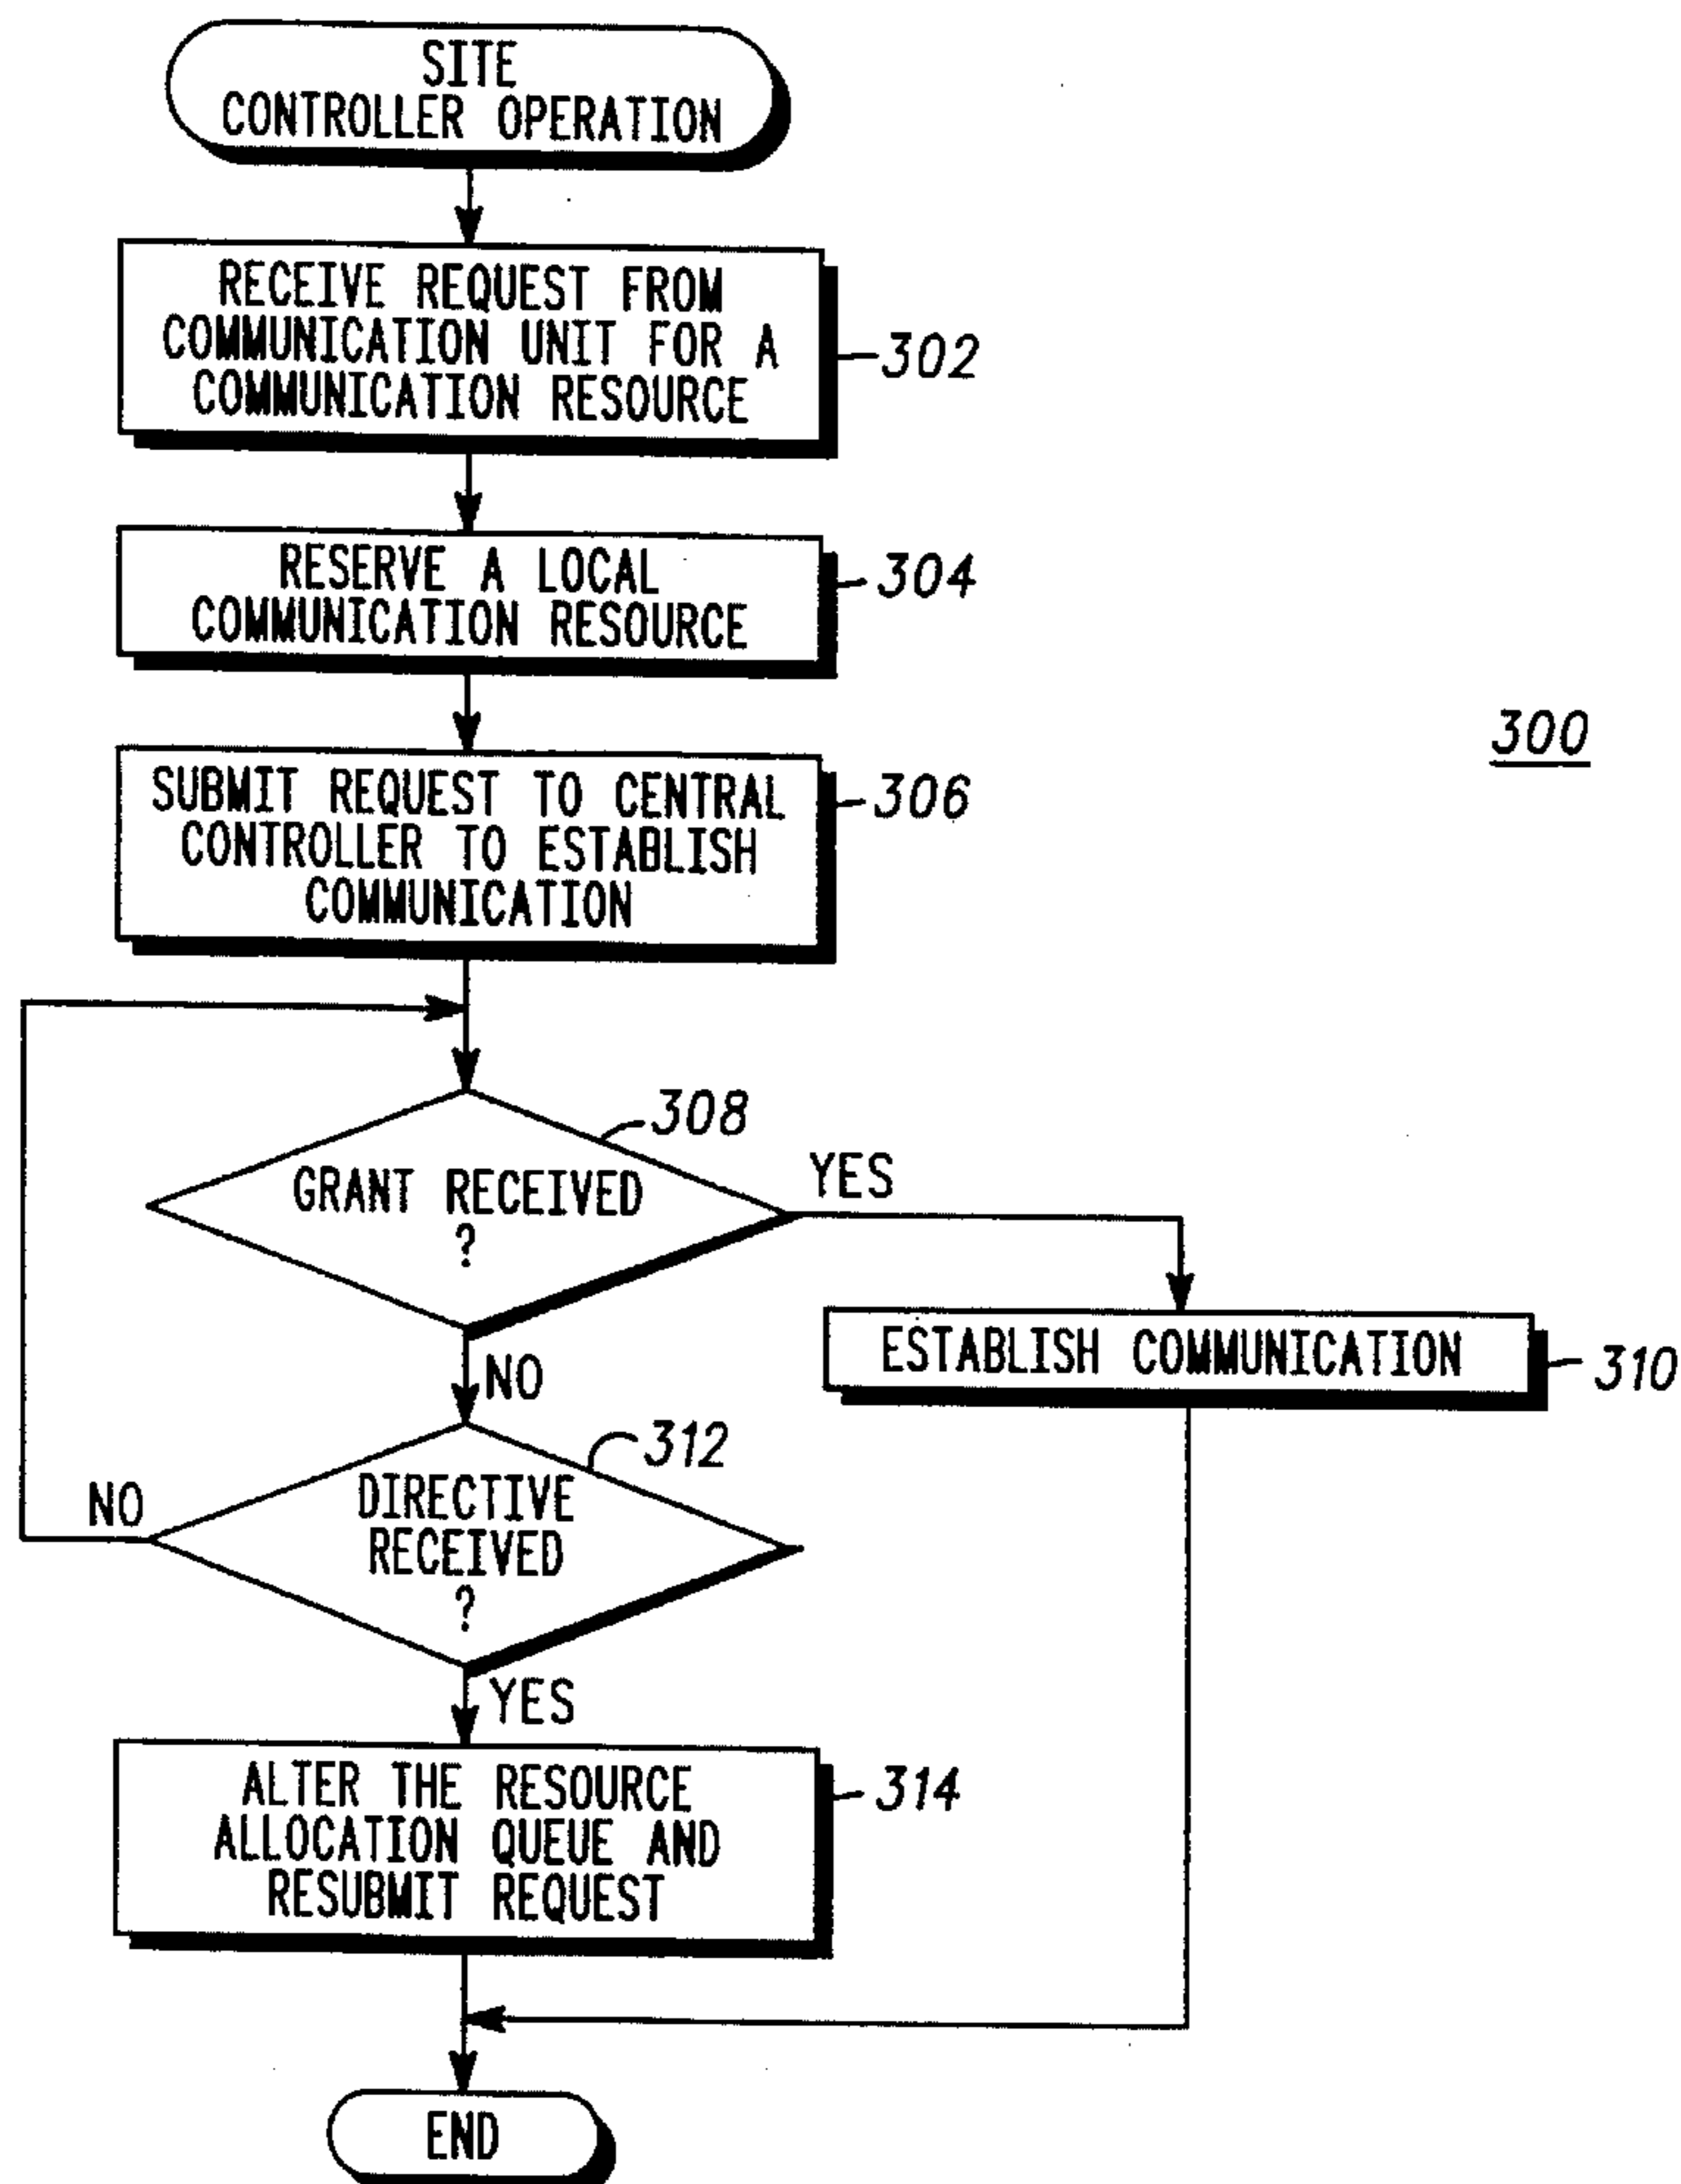 SITE
CONTROLLER OPERATION
RECEIVE REQUEST FROM
COMMUNICATION UNIT FOR A
COMMUNICATION RESOURCE
302
RESERVE A LOCAL
COMMUNICATION RESOURCE
304
300
SUBMIT REQUEST TO CENTRAL
CONTROLLER TO ESTABLISH
COMMUNICATION
306
308
GRANT RECEIVED
?
YES
NO
ESTABLISH COMMUNICATION
310
312
DIRECTIVE
RECEIVED
?
NO
YES
ALTER THE RESOURCE
ALLOCATION QUEUE AND
RESUBMIT REQUEST
314
END